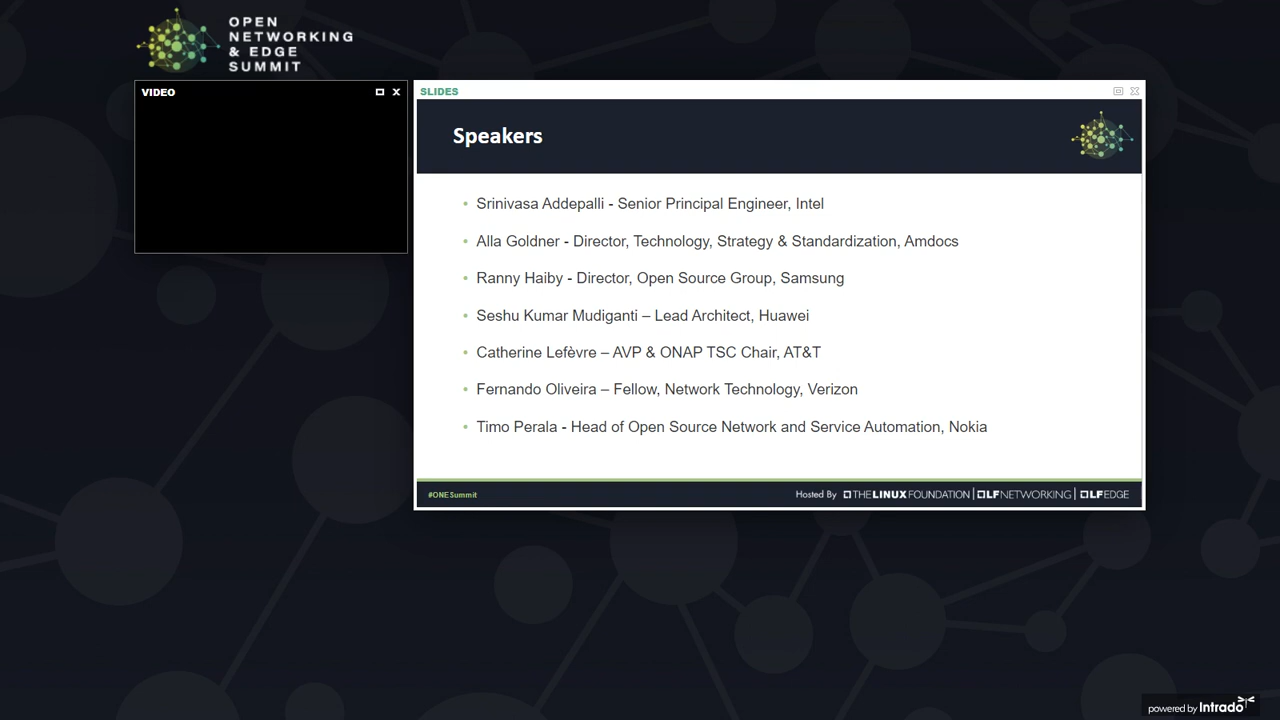 OPEN
NETWORKING
& EDGE
SUMMIT
VIDEO
SLIDES
Speakers
• Srinivasa Addepalli - Senior Principal Engineer, Intel
• Alla Goldner - Director, Technology, Strategy & Standardization, Amdocs
• Ranny Haiby - Director, Open Source Group, Samsung
• Seshu Kumar Mudiganti – Lead Architect, Huawei
• Catherine Lefèvre – AVP & ONAP TSC Chair, AT&T
• Fernando Oliveira – Fellow, Network Technology, Verizon
• Timo Perala - Head of Open Source Network and Service Automation, Nokia
#ONESummit
Hosted By THE LINUX FOUNDATION | LF NETWORKING | LF EDGE
powered by Intrado